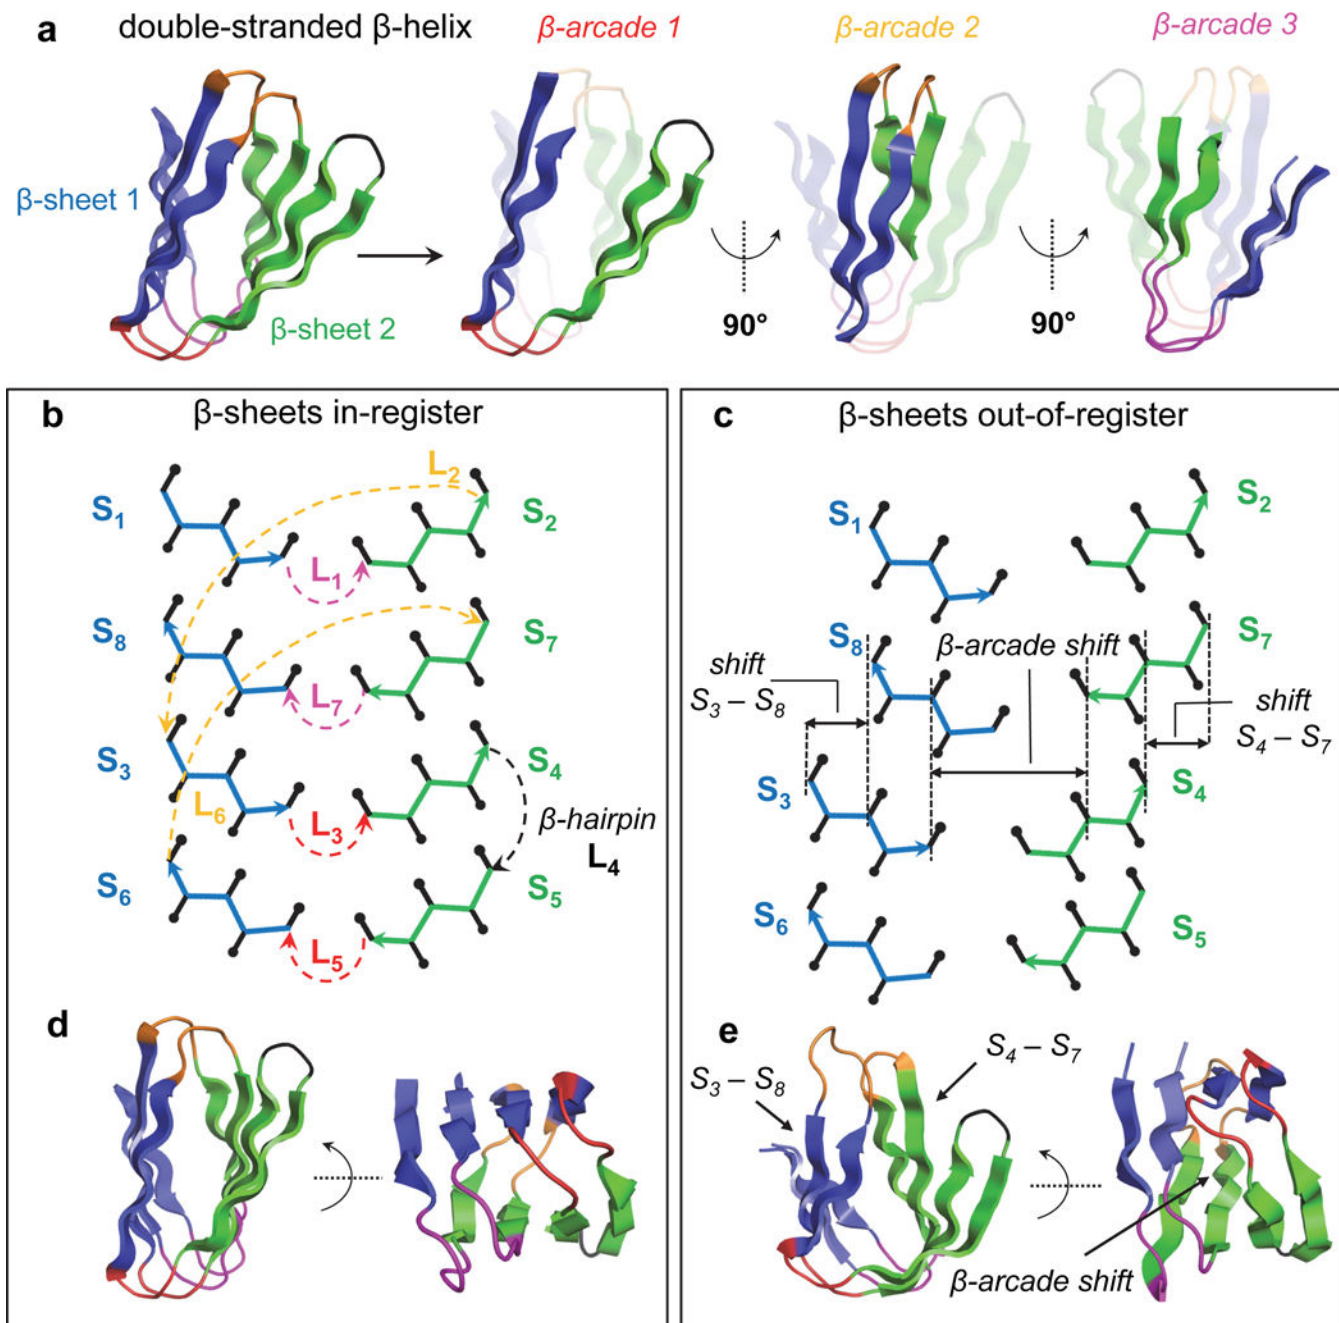 a double-stranded β-helix β-arcade 1 β-arcade 2 β-arcade 3
β-sheet 1
β-sheet 2
90°
90°
b β-sheets in-register
L2
S1
S2
L1
S8
S7
L7
S3
S4
L6
L3
β-hairpin
L4
S6
S5
L5
c β-sheets out-of-register
S1
S2
S8
β-arcade shift
S7
shift
S3 – S8
shift
S4 – S7
S3
S4
S6
S5
d
e
S4 – S7
S3 – S8
β-arcade shift